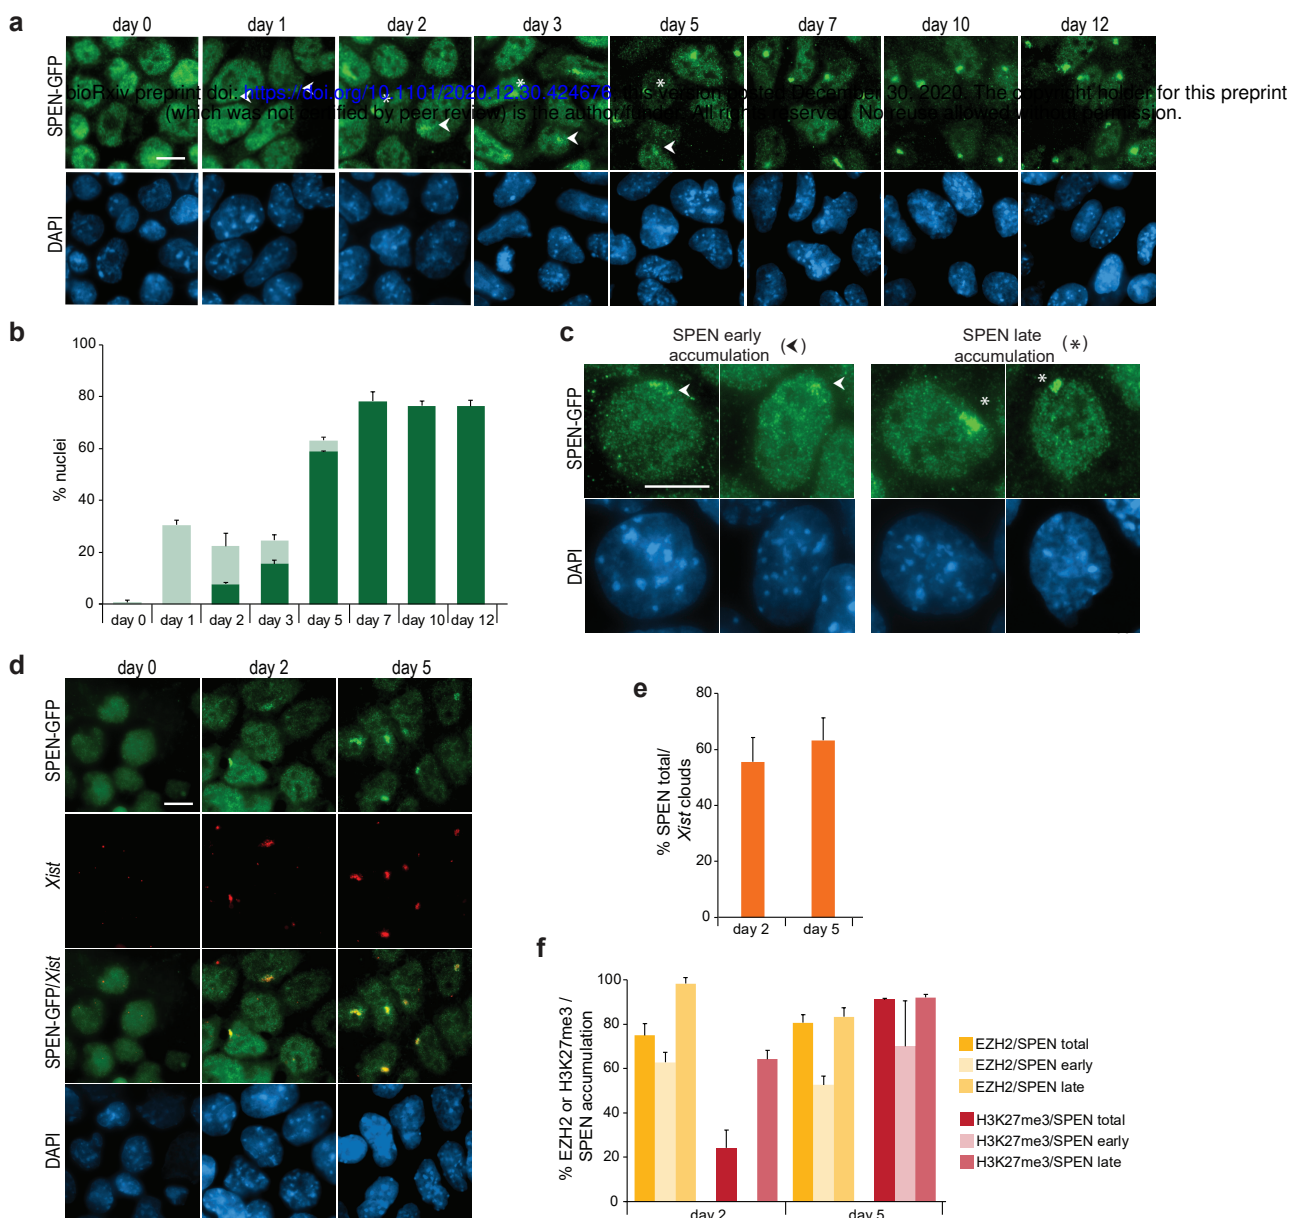 a
day 0 day 1 day 2 day 3 day 5 day 7 day 10 day 12
SPEN-GFP
bioRxiv preprint doi: https://doi.org/10.1101/2020.12.30.424676; this version posted December 30, 2020. The copyright holder for this preprint
(which was not certified by peer review) is the author/funder. All rights reserved. No reuse allowed without permission.
DAPI
b
% nuclei
100
80
60
40
20
0
day 0 day 1 day 2 day 3 day 5 day 7 day 10 day 12
c
SPEN early
accumulation (➤)
SPEN late
accumulation (*)
SPEN-GFP
DAPI
d
day 0 day 2 day 5
SPEN-GFP
Xist
SPEN-GFP/Xist
DAPI
e
% SPEN total/
Xist clouds
80
60
40
20
0
day 2 day 5
f
% EZH2 or H3K27me3 /
SPEN accumulation
100
80
60
40
20
0
day 2 day 5
EZH2/SPEN total
EZH2/SPEN early
EZH2/SPEN late
H3K27me3/SPEN total
H3K27me3/SPEN early
H3K27me3/SPEN late